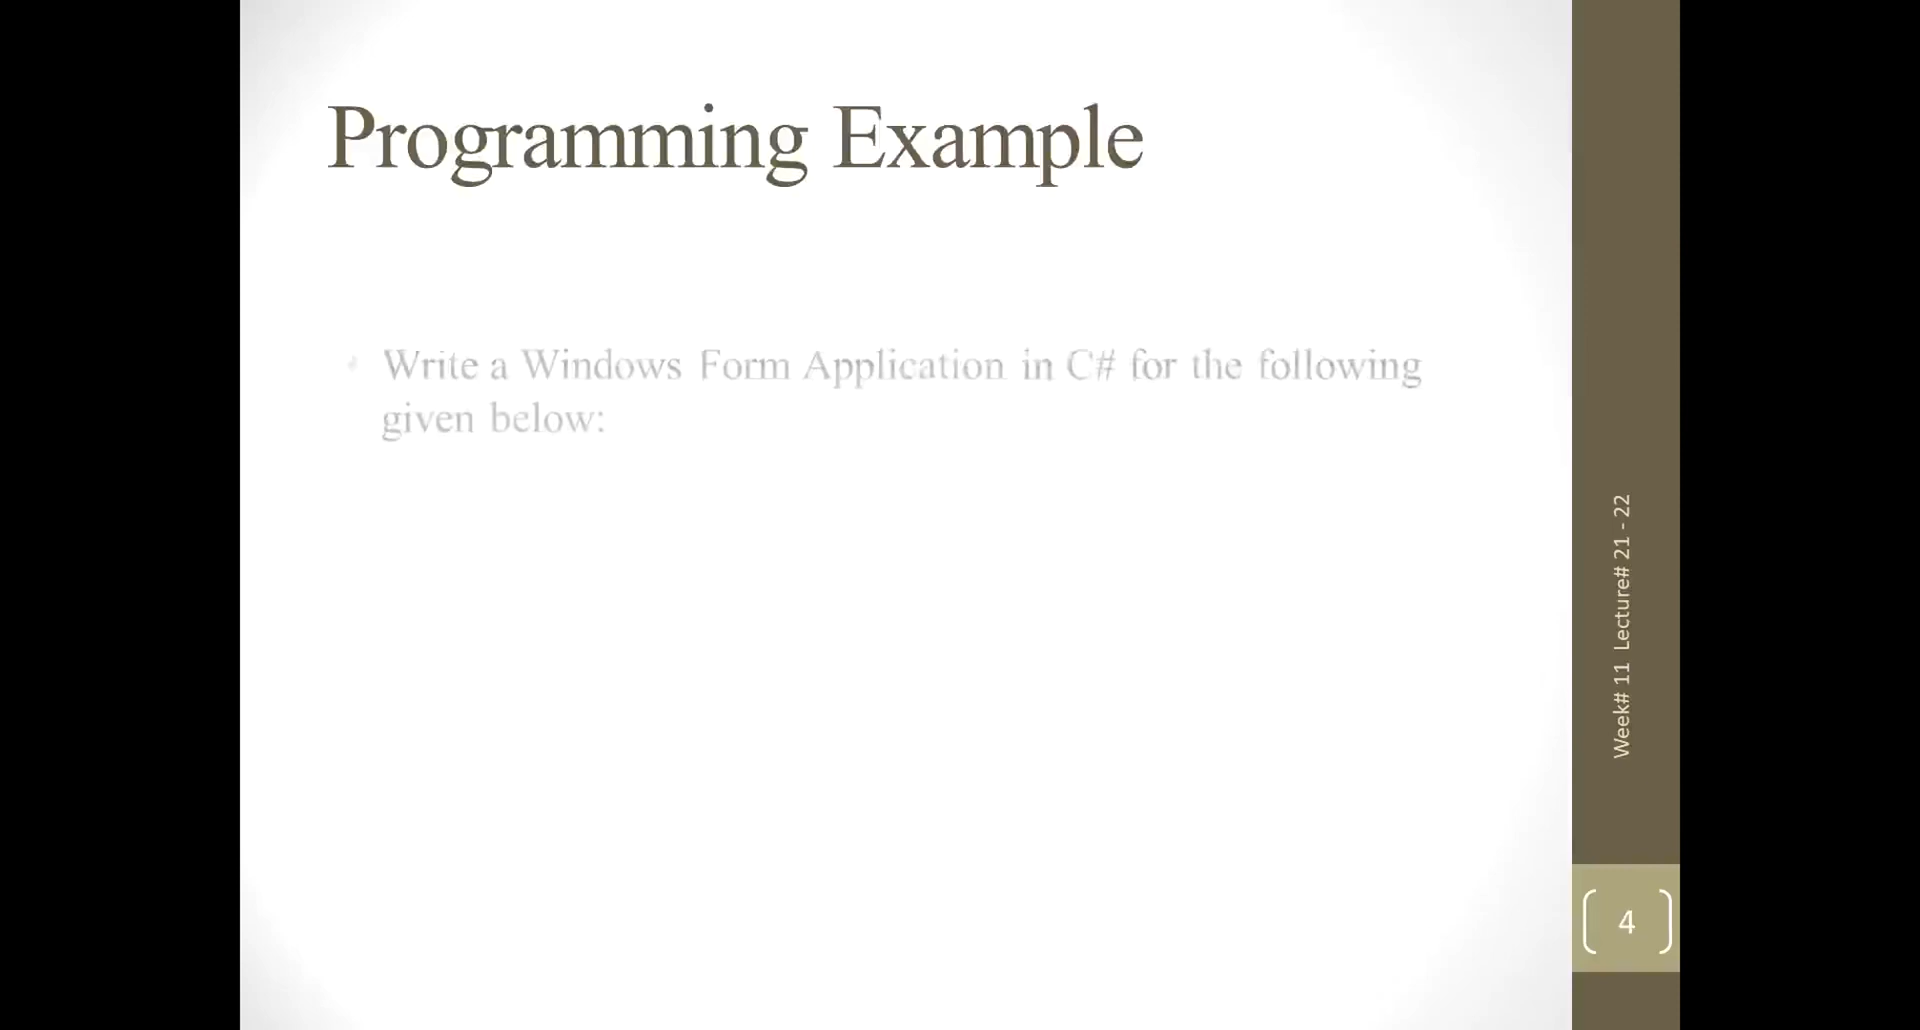 Programming Example
• Write a Windows Form Application in C# for the following
given below:
Week# 11 Lecture# 21 - 22
4